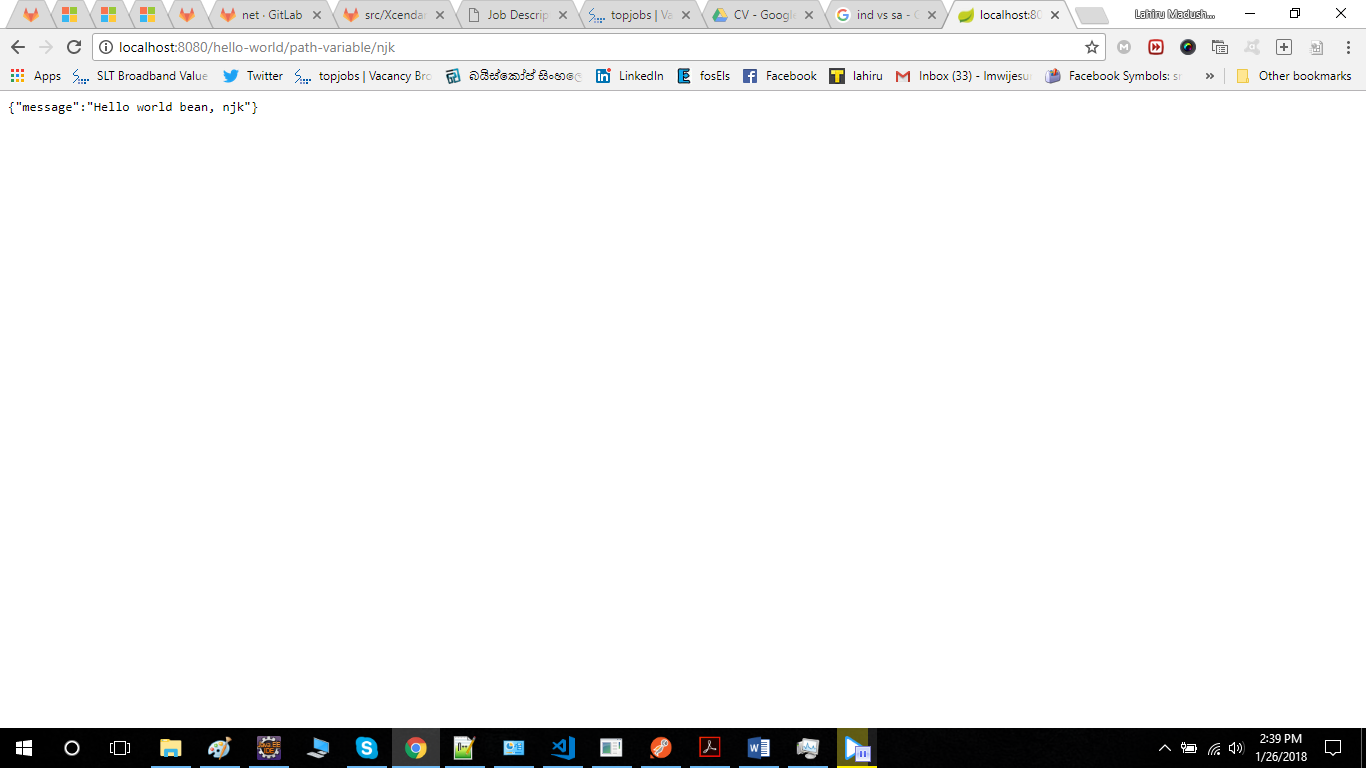 net · GitLab
src/Xcendar
Job Descrip
topjobs | Va
CV - Google
ind vs sa - G
localhost:80
Lahiru Madush...
localhost:8080/hello-world/path-variable/njk
Apps
SLT Broadband Value
Twitter
topjobs | Vacancy Bro
බයිස්කෝප් සිංහලෙ
LinkedIn
fosEls
Facebook
lahiru
Inbox (33) - lmwijesu
Facebook Symbols: sm
»
Other bookmarks
{"message":"Hello world bean, njk"}
2:39 PM
1/26/2018